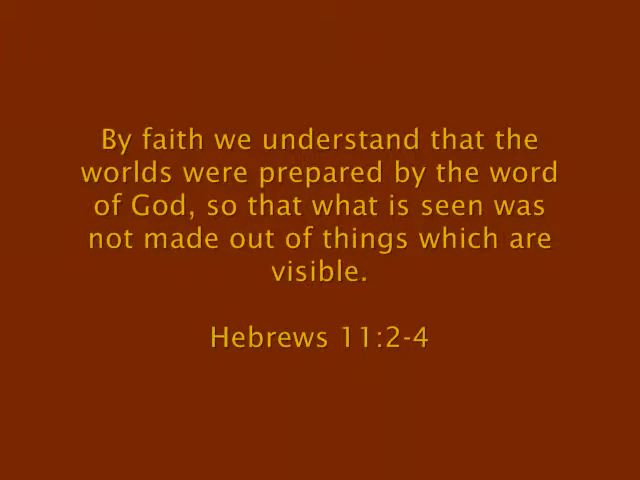 By faith we understand that the
worlds were prepared by the word
of God, so that what is seen was
not made out of things which are
visible.
Hebrews 11:2-4